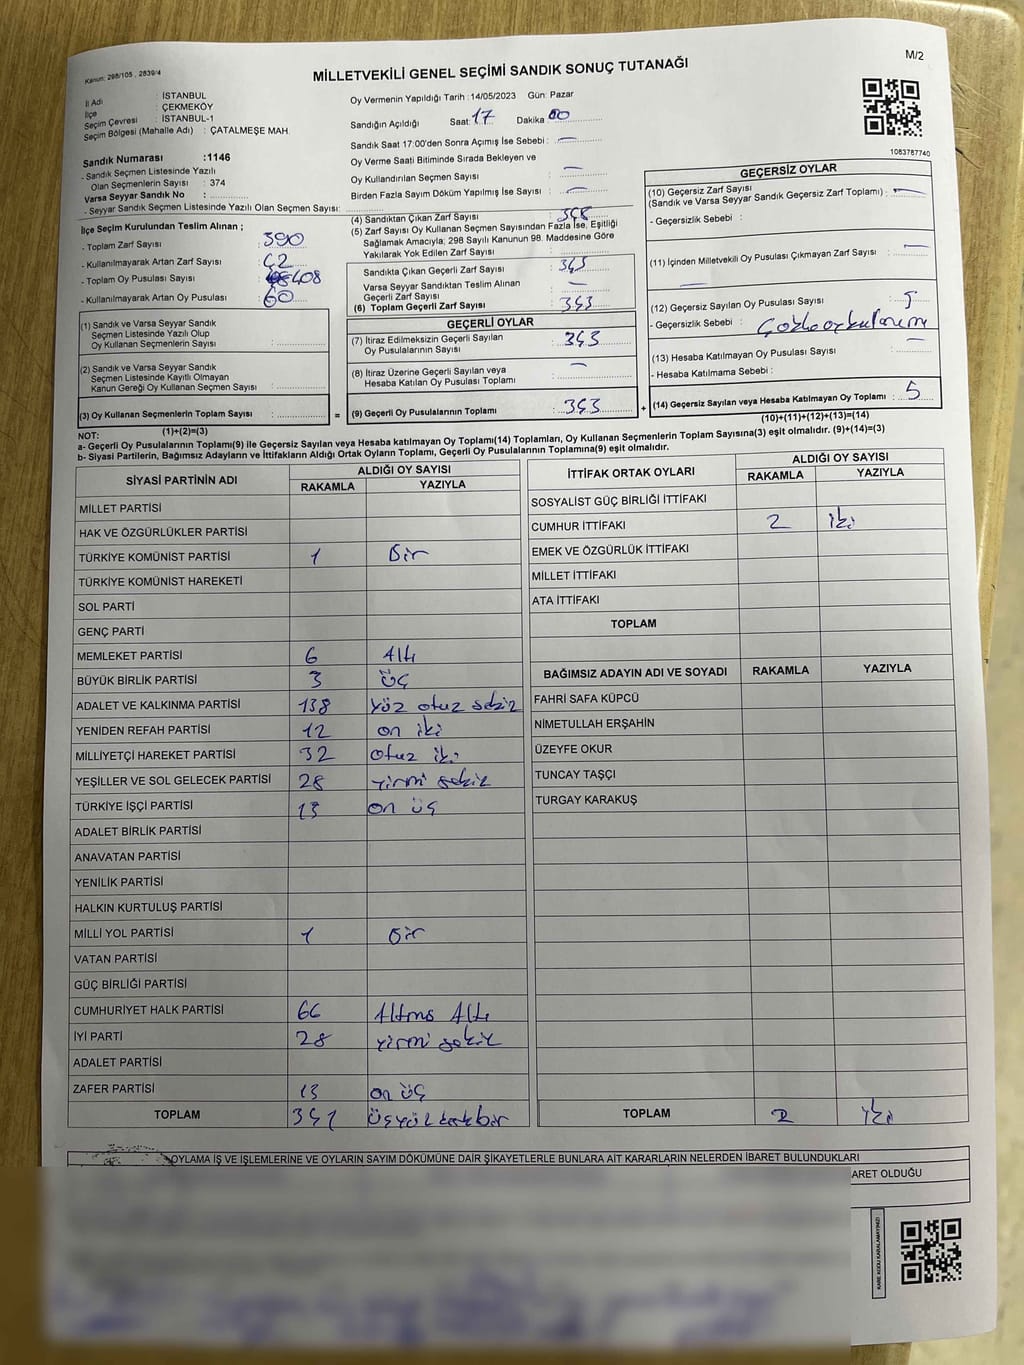 Kanun: 298/105 , 2839/4
M/2
MİLLETVEKİLİ GENEL SEÇİMİ SANDIK SONUÇ TUTANAĞI
İl Adı : İSTANBUL
İlçe : ÇEKMEKÖY
Seçim Çevresi : İSTANBUL-1
Seçim Bölgesi (Mahalle Adı) : ÇATALMEŞE MAH.
Sandık Numarası :1146
- Sandık Seçmen Listesinde Yazılı
Olan Seçmenlerin Sayısı : 374
Varsa Seyyar Sandık No :
- Seyyar Sandık Seçmen Listesinde Yazılı Olan Seçmen Sayısı:
Oy Vermenin Yapıldığı Tarih :14/05/2023 Gün: Pazar
Sandığın Açıldığı Saat: 17 Dakika 00
Sandık Saat 17:00'den Sonra Açımış İse Sebebi : —
Oy Verme Saati Bitiminde Sırada Bekleyen ve
Oy Kullandırılan Seçmen Sayısı : —
Birden Fazla Sayım Döküm Yapılmış İse Sayısı : —
1083787740
İlçe Seçim Kurulundan Teslim Alınan ;
- Toplam Zarf Sayısı : 390
- Kullanılmayarak Artan Zarf Sayısı : 42
- Toplam Oy Pusulası Sayısı : 408
- Kullanılmayarak Artan Oy Pusulası : 60
(4) Sandıktan Çıkan Zarf Sayısı : 348
(5) Zarf Sayısı Oy Kullanan Seçmen Sayısından Fazla İse, Eşitliği
Sağlamak Amacıyla, 298 Sayılı Kanunun 98. Maddesine Göre
Yakılarak Yok Edilen Zarf Sayısı :
Sandıkta Çıkan Geçerli Zarf Sayısı : 343
Varsa Seyyar Sandıktan Teslim Alınan
Geçerli Zarf Sayısı : —
(6) Toplam Geçerli Zarf Sayısı : 343
GEÇERSİZ OYLAR
(10) Geçersiz Zarf Sayısı
(Sandık ve Varsa Seyyar Sandık Geçersiz Zarf Toplamı) : —
- Geçersizlik Sebebi :
(11) İçinden Milletvekili Oy Pusulası Çıkmayan Zarf Sayısı : —
(12) Geçersiz Sayılan Oy Pusulası Sayısı : 5
- Geçersizlik Sebebi :
(13) Hesaba Katılmayan Oy Pusulası Sayısı : —
- Hesaba Katılmama Sebebi :
(14) Geçersiz Sayılan veya Hesaba Katılmayan Oy Toplamı : 5
(10)+(11)+(12)+(13)=(14)
(1) Sandık ve Varsa Seyyar Sandık
Seçmen Listesinde Yazılı Olup
Oy Kullanan Seçmenlerin Sayısı :
(2) Sandık ve Varsa Seyyar Sandık
Seçmen Listesinde Kayıtlı Olmayan
Kanun Gereği Oy Kullanan Seçmen Sayısı :
(3) Oy Kullanan Seçmenlerin Toplam Sayısı :
(1)+(2)=(3)
=
GEÇERLİ OYLAR
(7) İtiraz Edilmeksizin Geçerli Sayılan
Oy Pusulalarının Sayısı : 343
(8) İtiraz Üzerine Geçerli Sayılan veya
Hesaba Katılan Oy Pusulası Toplamı : —
(9) Geçerli Oy Pusulalarının Toplamı : 343
+
NOT:
a- Geçerli Oy Pusulalarının Toplamı(9) ile Geçersiz Sayılan veya Hesaba katılmayan Oy Toplamı(14) Toplamları, Oy Kullanan Seçmenlerin Toplam Sayısına(3) eşit olmalıdır. (9)+(14)=(3)
b- Siyasi Partilerin, Bağımsız Adayların ve İttifakların Aldığı Ortak Oyların Toplamı, Geçerli Oy Pusulalarının Toplamına(9) eşit olmalıdır.
SİYASİ PARTİNİN ADI ALDIĞI OY SAYISI
RAKAMLA YAZIYLA
MİLLET PARTİSİ
HAK VE ÖZGÜRLÜKLER PARTİSİ
TÜRKİYE KOMÜNİST PARTİSİ 1 Bir
TÜRKİYE KOMÜNİST HAREKETİ
SOL PARTİ
GENÇ PARTİ
MEMLEKET PARTİSİ 6 Altı
BÜYÜK BİRLİK PARTİSİ 3 üç
ADALET VE KALKINMA PARTİSİ 138 yüz otuz sekiz
YENİDEN REFAH PARTİSİ 12 on iki
MİLLİYETÇİ HAREKET PARTİSİ 32 otuz iki
YEŞİLLER VE SOL GELECEK PARTİSİ 28 yirmi sekiz
TÜRKİYE İŞÇİ PARTİSİ 13 on üç
ADALET BİRLİK PARTİSİ
ANAVATAN PARTİSİ
YENİLİK PARTİSİ
HALKIN KURTULUŞ PARTİSİ
MİLLİ YOL PARTİSİ 1 Bir
VATAN PARTİSİ
GÜÇ BİRLİĞİ PARTİSİ
CUMHURİYET HALK PARTİSİ 66 Altmış Altı
İYİ PARTİ 28 yirmi sekiz
ADALET PARTİSİ
ZAFER PARTİSİ 13 on üç
TOPLAM 341 üçyüz kırk bir
İTTİFAK ORTAK OYLARI ALDIĞI OY SAYISI
RAKAMLA YAZIYLA
SOSYALİST GÜÇ BİRLİĞİ İTTİFAKI
CUMHUR İTTİFAKI 2 iki
EMEK VE ÖZGÜRLÜK İTTİFAKI
MİLLET İTTİFAKI
ATA İTTİFAKI
TOPLAM
BAĞIMSIZ ADAYIN ADI VE SOYADI RAKAMLA YAZIYLA
FAHRİ SAFA KÜPCÜ
NİMETULLAH ERŞAHİN
ÜZEYFE OKUR
TUNCAY TAŞÇI
TURGAY KARAKUŞ
TOPLAM 2 iki
OYLAMA İŞ VE İŞLEMLERİNE VE OYLARIN SAYIM DÖKÜMÜNE DAİR ŞİKAYETLERLE BUNLARA AİT KARARLARIN NELERDEN İBARET BULUNDUKLARI
ARET OLDUĞU
KARE KODU KARALAMAYINIZ!